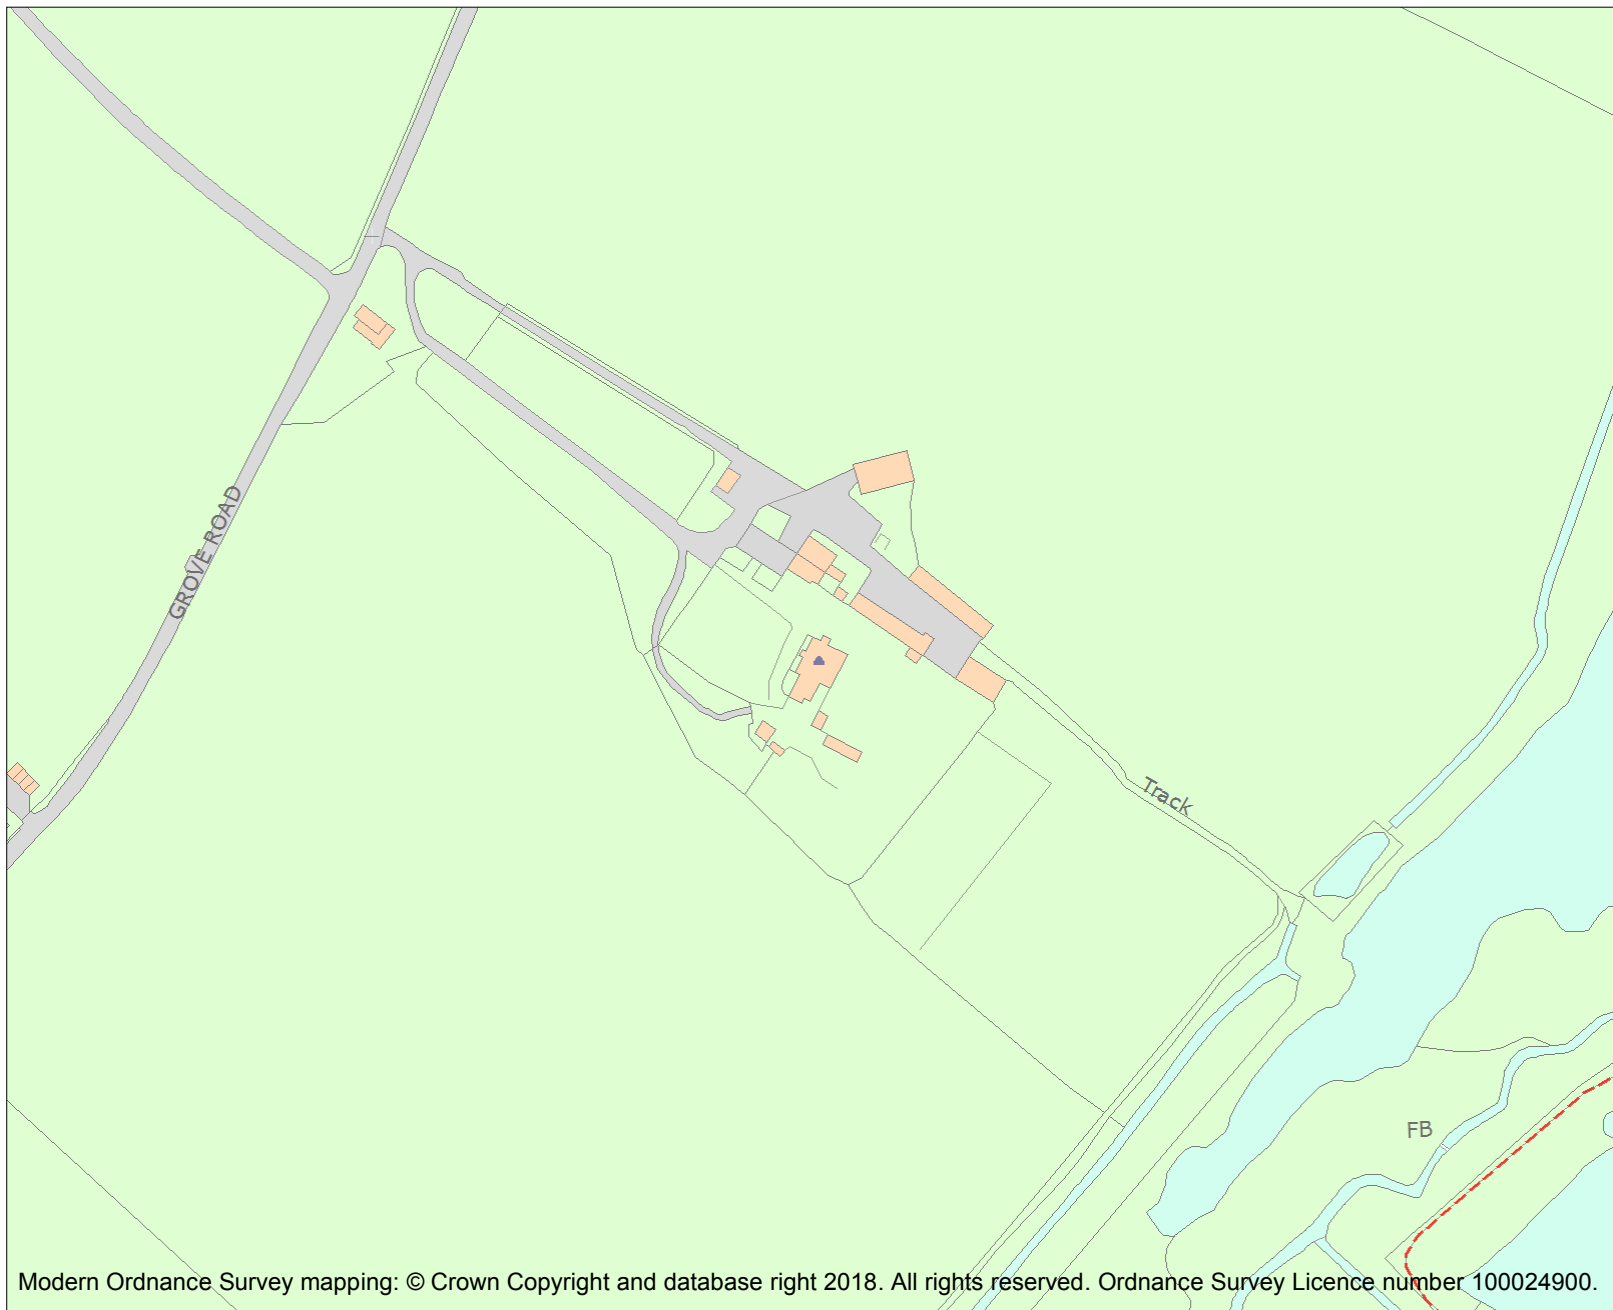 GROVE ROAD
Track
FB
Modern Ordnance Survey mapping: © Crown Copyright and database right 2018. All rights reserved. Ordnance Survey Licence number 100024900.